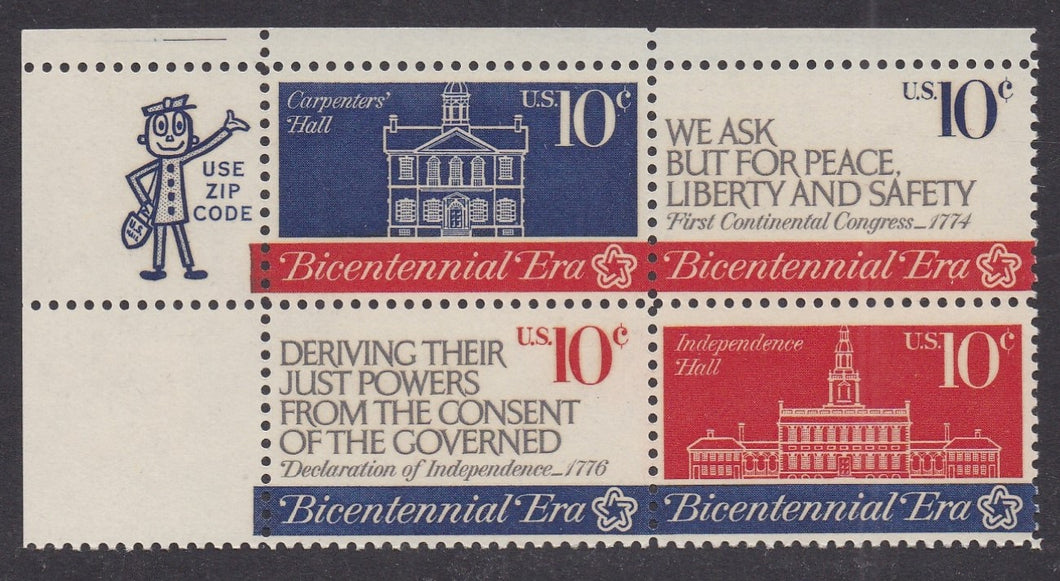 USE
ZIP
CODE
Carpenters'
Hall
U.S. 10¢
Bicentennial Era
U.S. 10¢
WE ASK
BUT FOR PEACE,
LIBERTY AND SAFETY
First Continental Congress_1774
Bicentennial Era
U.S. 10¢
DERIVING THEIR
JUST POWERS
FROM THE CONSENT
OF THE GOVERNED
Declaration of Independence_1776
Bicentennial Era
Independence
Hall
U.S. 10¢
Bicentennial Era